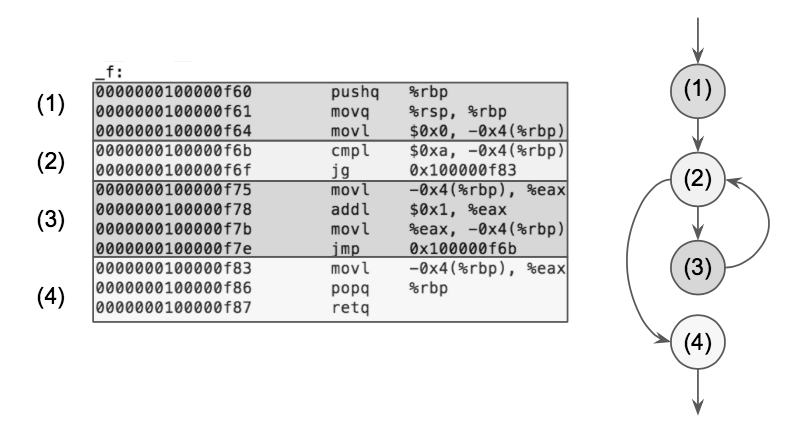 _f:
(1)
0000000100000f60 pushq %rbp
0000000100000f61 movq %rsp, %rbp
0000000100000f64 movl $0x0, -0x4(%rbp)
(2)
0000000100000f6b cmpl $0xa, -0x4(%rbp)
0000000100000f6f jg 0x100000f83
(3)
0000000100000f75 movl -0x4(%rbp), %eax
0000000100000f78 addl $0x1, %eax
0000000100000f7b movl %eax, -0x4(%rbp)
0000000100000f7e jmp 0x100000f6b
(4)
0000000100000f83 movl -0x4(%rbp), %eax
0000000100000f86 popq %rbp
0000000100000f87 retq
(1)
(2)
(3)
(4)